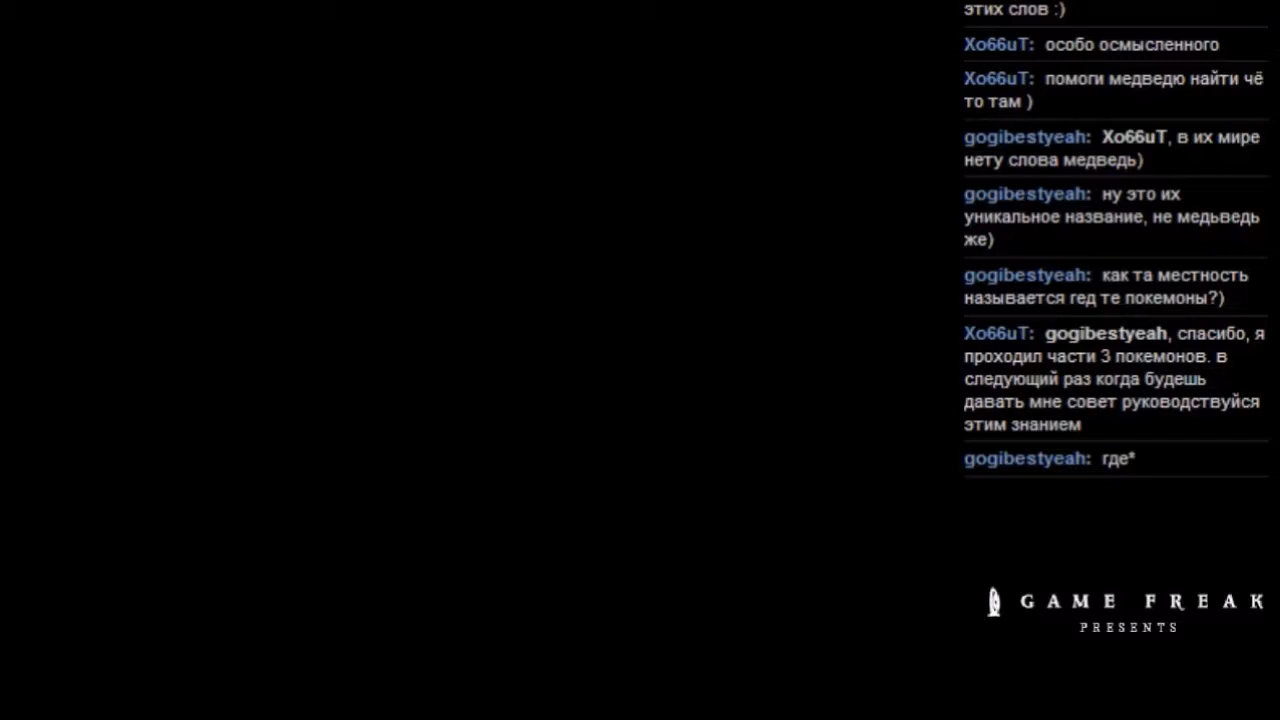 этих слов :)
Xo66uT: особо осмысленного
Xo66uT: помоги медведю найти чё
то там )
gogibestyeah: Xo66uT, в их мире
нету слова медведь)
gogibestyeah: ну это их
уникальное название, не медьведь
же)
gogibestyeah: как та местность
называется гед те покемоны?)
Xo66uT: gogibestyeah, спасибо, я
проходил части 3 покемонов. в
следующий раз когда будешь
давать мне совет руководствуйся
этим знанием
gogibestyeah: где*
GAME FREAK
PRESENTS